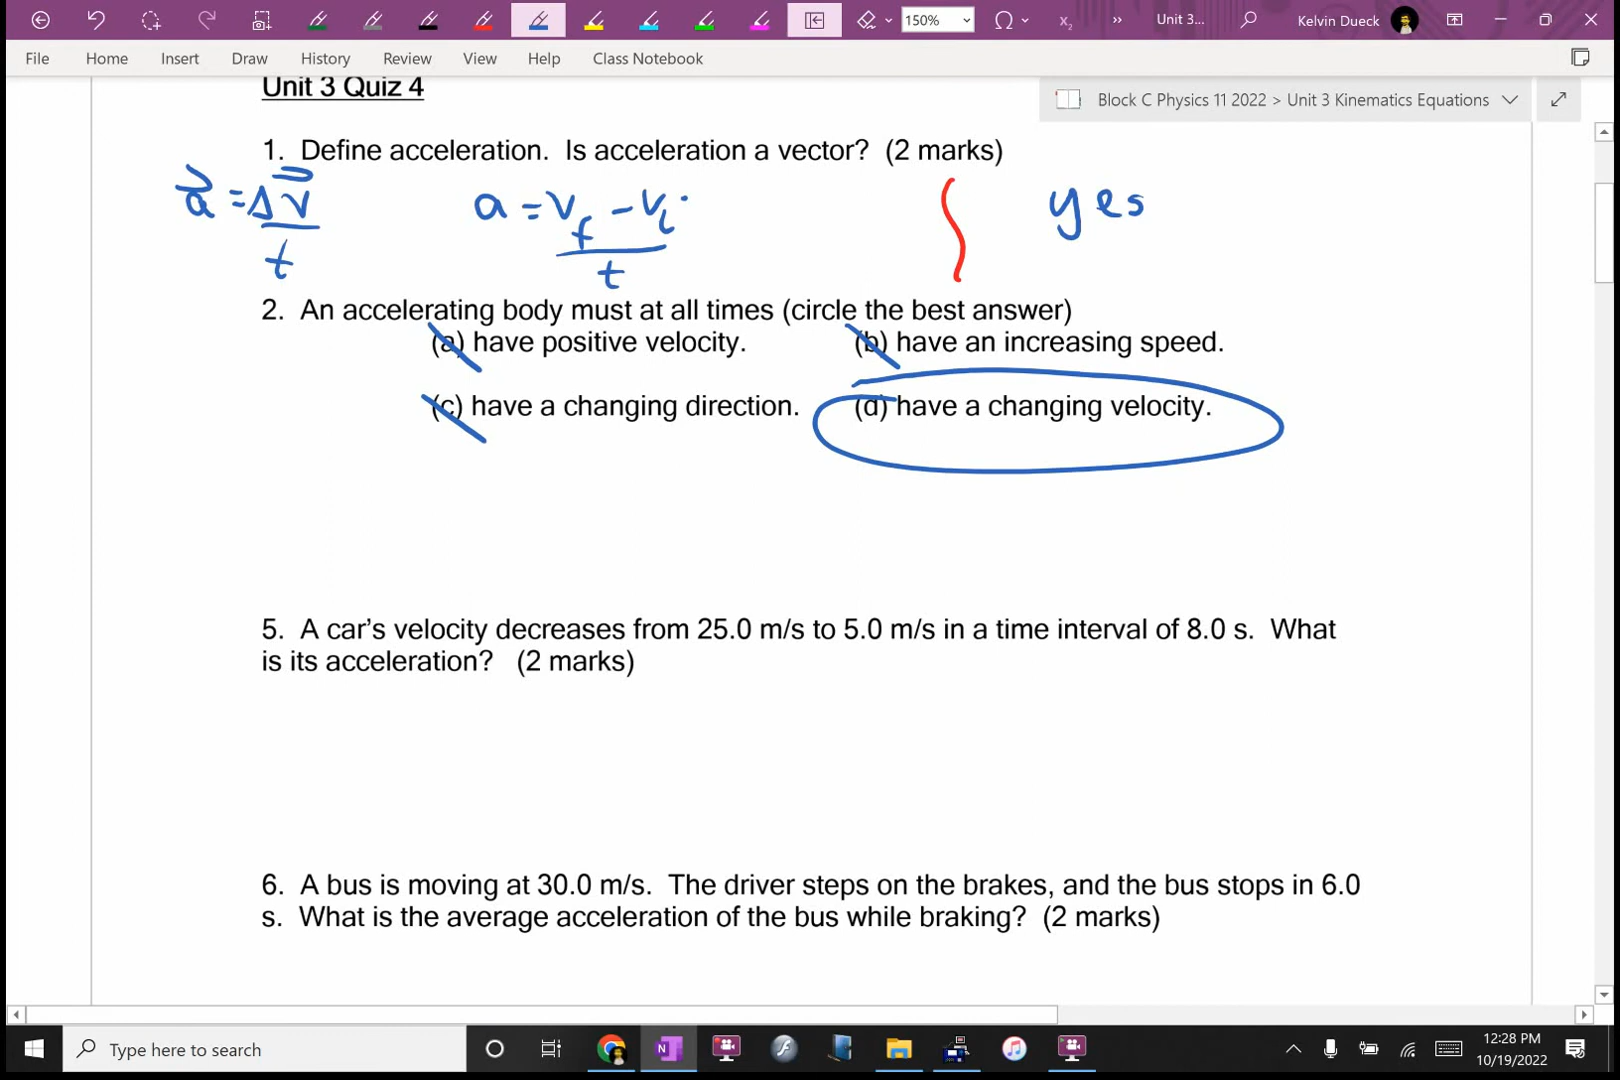 150%
Ω
x₂
»
Unit 3...
Kelvin Dueck
File Home Insert Draw History Review View Help Class Notebook
Unit 3 Quiz 4
Block C Physics 11 2022 > Unit 3 Kinematics Equations
1. Define acceleration. Is acceleration a vector? (2 marks)
a⃗ = Δv⃗ / t
a = v_f - v_i / t
yes
2. An accelerating body must at all times (circle the best answer)
(a) have positive velocity. (b) have an increasing speed.
(c) have a changing direction. (d) have a changing velocity.
5. A car’s velocity decreases from 25.0 m/s to 5.0 m/s in a time interval of 8.0 s. What
is its acceleration? (2 marks)
6. A bus is moving at 30.0 m/s. The driver steps on the brakes, and the bus stops in 6.0
s. What is the average acceleration of the bus while braking? (2 marks)
Type here to search
N
12:28 PM
10/19/2022